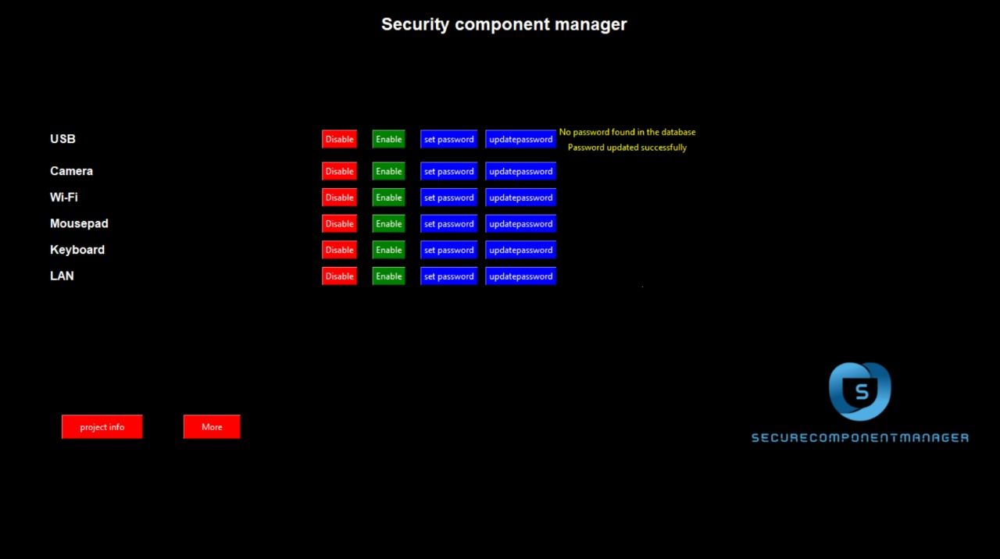 Security component manager
USB Disable Enable set password updatepassword No password found in the database
Password updated successfully
Camera Disable Enable set password updatepassword
Wi-Fi Disable Enable set password updatepassword
Mousepad Disable Enable set password updatepassword
Keyboard Disable Enable set password updatepassword
LAN Disable Enable set password updatepassword
S
SECURECOMPONENTMANAGER
project info More